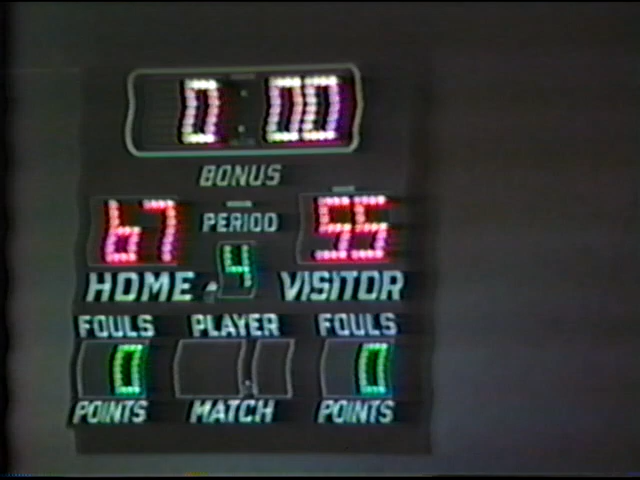 0:00
BONUS
67 PERIOD 55
HOME 4 VISITOR
FOULS PLAYER FOULS
0 0
POINTS MATCH POINTS